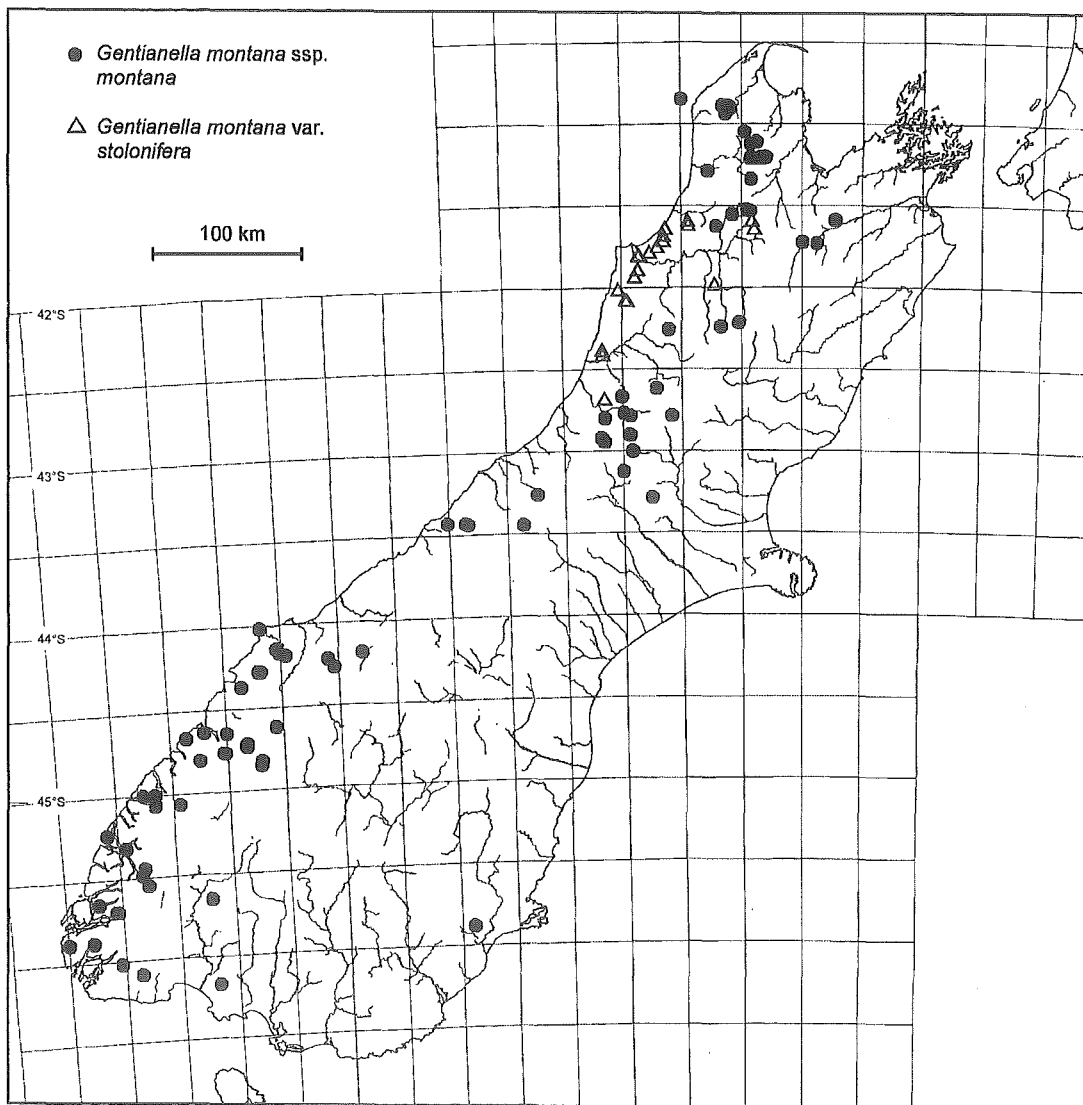 Gentianella montana ssp.
montana
Gentianella montana var.
stolonifera
100 km
42°S
43°S
44°S
45°S